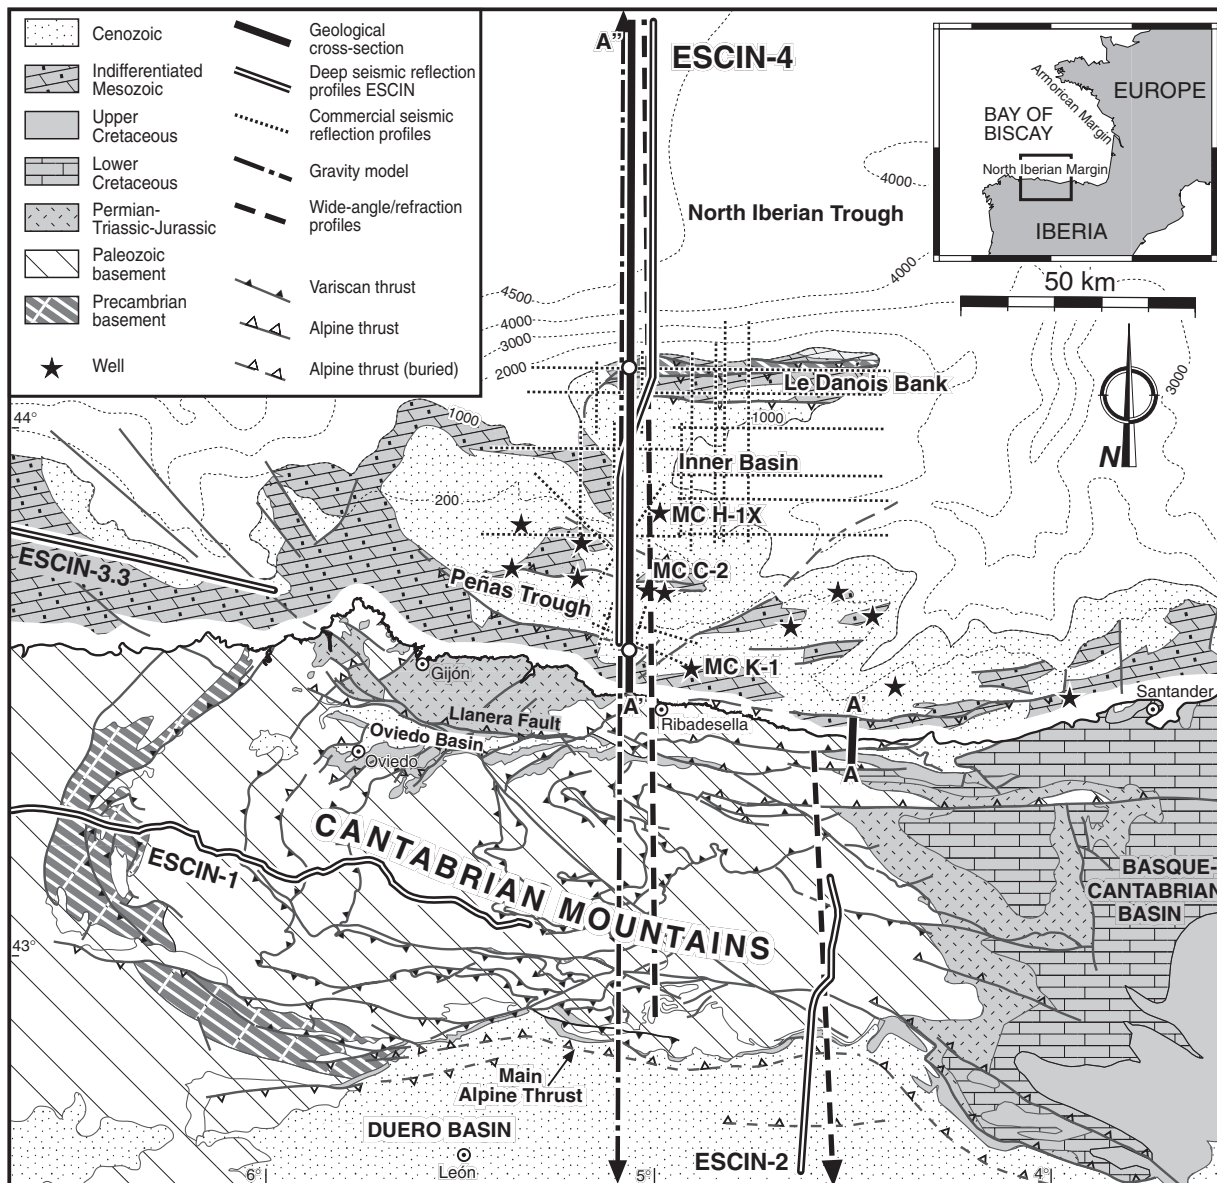 Cenozoic
Indifferentiated
Mesozoic
Upper
Cretaceous
Lower
Cretaceous
Permian-
Triassic-Jurassic
Paleozoic
basement
Precambrian
basement
Well
Geological
cross-section
Deep seismic reflection
profiles ESCIN
Commercial seismic
reflection profiles
Gravity model
Wide-angle/refraction
profiles
Variscan thrust
Alpine thrust
Alpine thrust (buried)
A''
ESCIN-4
EUROPE
Armorican Margin
BAY OF
BISCAY
North Iberian Margin
IBERIA
4000
North Iberian Trough
4000
50 km
4500
4000
3000
2000
3000
Le Danois Bank
1000
1000
44°
N
Inner Basin
200
MC H-1X
ESCIN-3.3
Peñas Trough
MC C-2
MC K-1
Gijón
A'
Llanera Fault
Ribadesella
A'
Santander
Oviedo Basin
Oviedo
A
CANTABRIAN MOUNTAINS
ESCIN-1
BASQUE-
CANTABRIAN
BASIN
43°
Main
Alpine Thrust
DUERO BASIN
León
ESCIN-2
6°
5°
4°